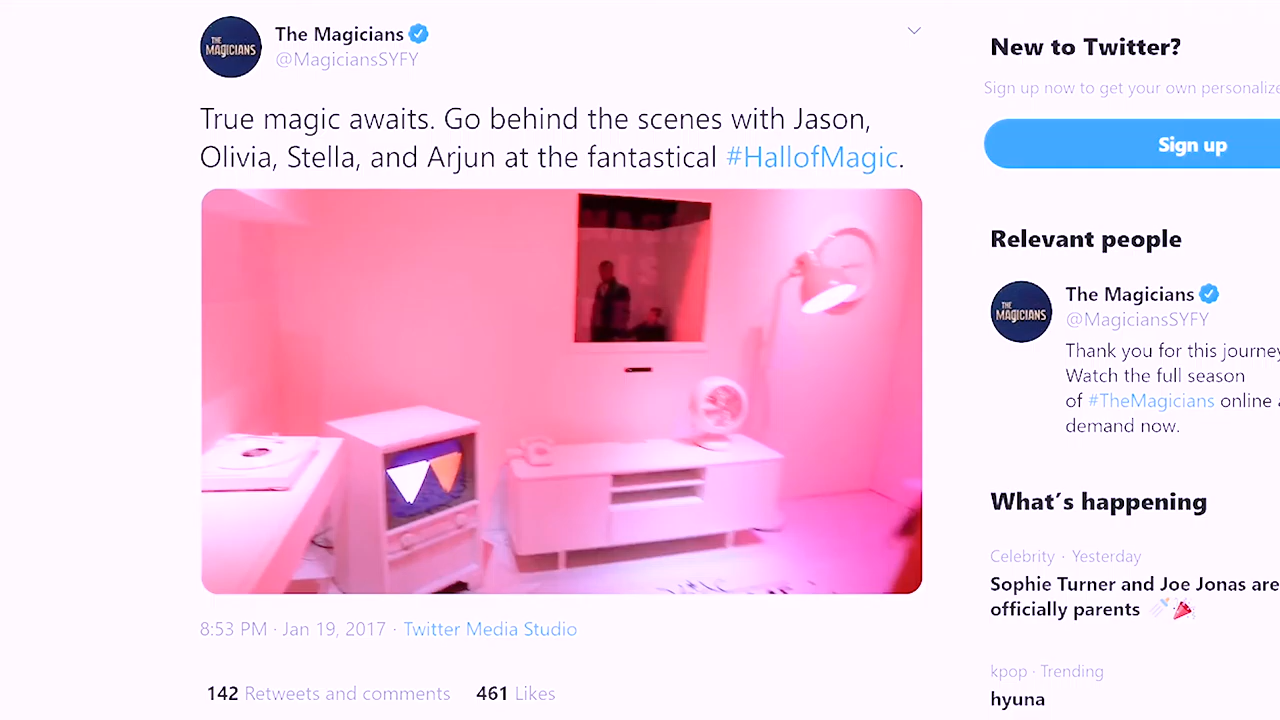 The Magicians
@MagiciansSYFY
True magic awaits. Go behind the scenes with Jason,
Olivia, Stella, and Arjun at the fantastical #HallofMagic.
8:53 PM · Jan 19, 2017 · Twitter Media Studio
142 Retweets and comments 461 Likes
New to Twitter?
Sign up now to get your own personalize
Sign up
Relevant people
THE
MAGICIANS
The Magicians
@MagiciansSYFY
Thank you for this journey
Watch the full season
of #TheMagicians online a
demand now.
What's happening
Celebrity · Yesterday
Sophie Turner and Joe Jonas are
officially parents
kpop · Trending
hyuna
THE
MAGICIANS